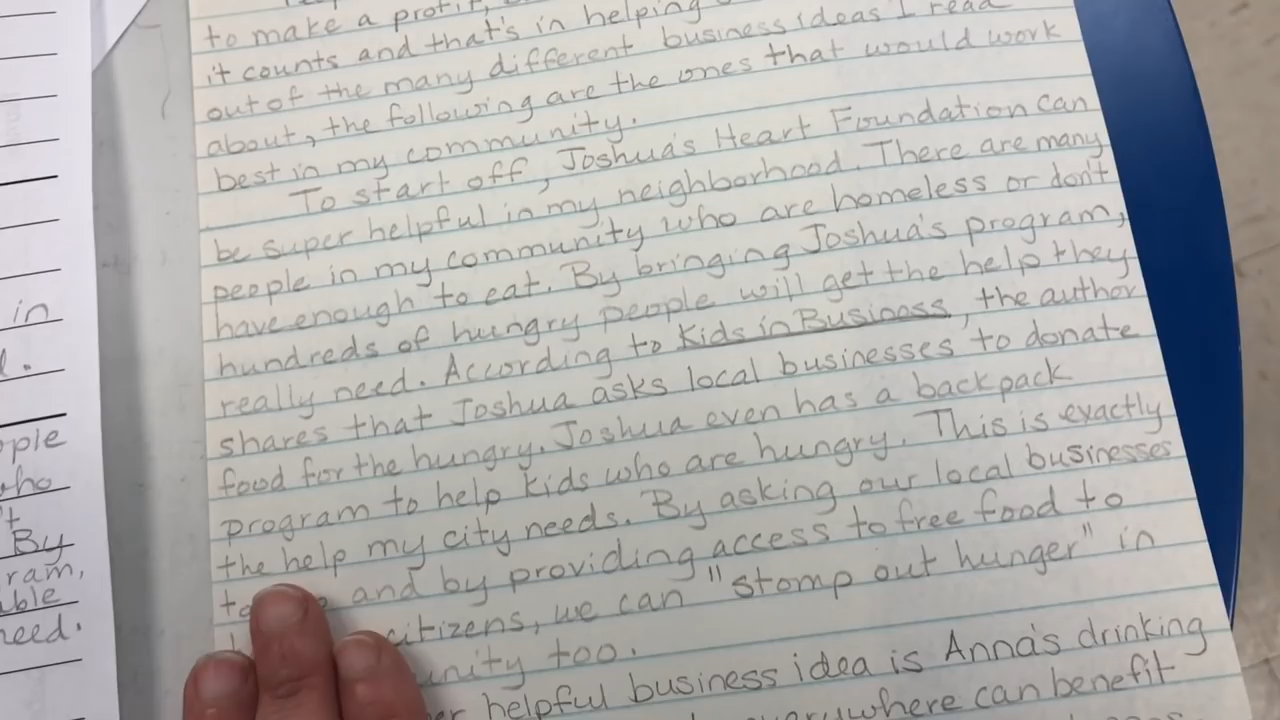 to make a profit,
it counts and that's in helping
out of the many different business ideas I read
about, the following are the ones that would work
best in my community.
To start off, Joshua's Heart Foundation can
be super helpful in my neighborhood. There are many
people in my community who are homeless or don't
have enough to eat. By bringing Joshua's program,
hundreds of hungry people will get the help they
really need. According to Kids in Business, the author
shares that Joshua asks local businesses to donate
food for the hungry. Joshua even has a backpack
program to help kids who are hungry. This is exactly
the help my city needs. By asking our local businesses
and by providing access to free food to
citizens, we can "stomp out hunger" in
too.
helpful business idea is Anna's drinking
can benefit
in
By